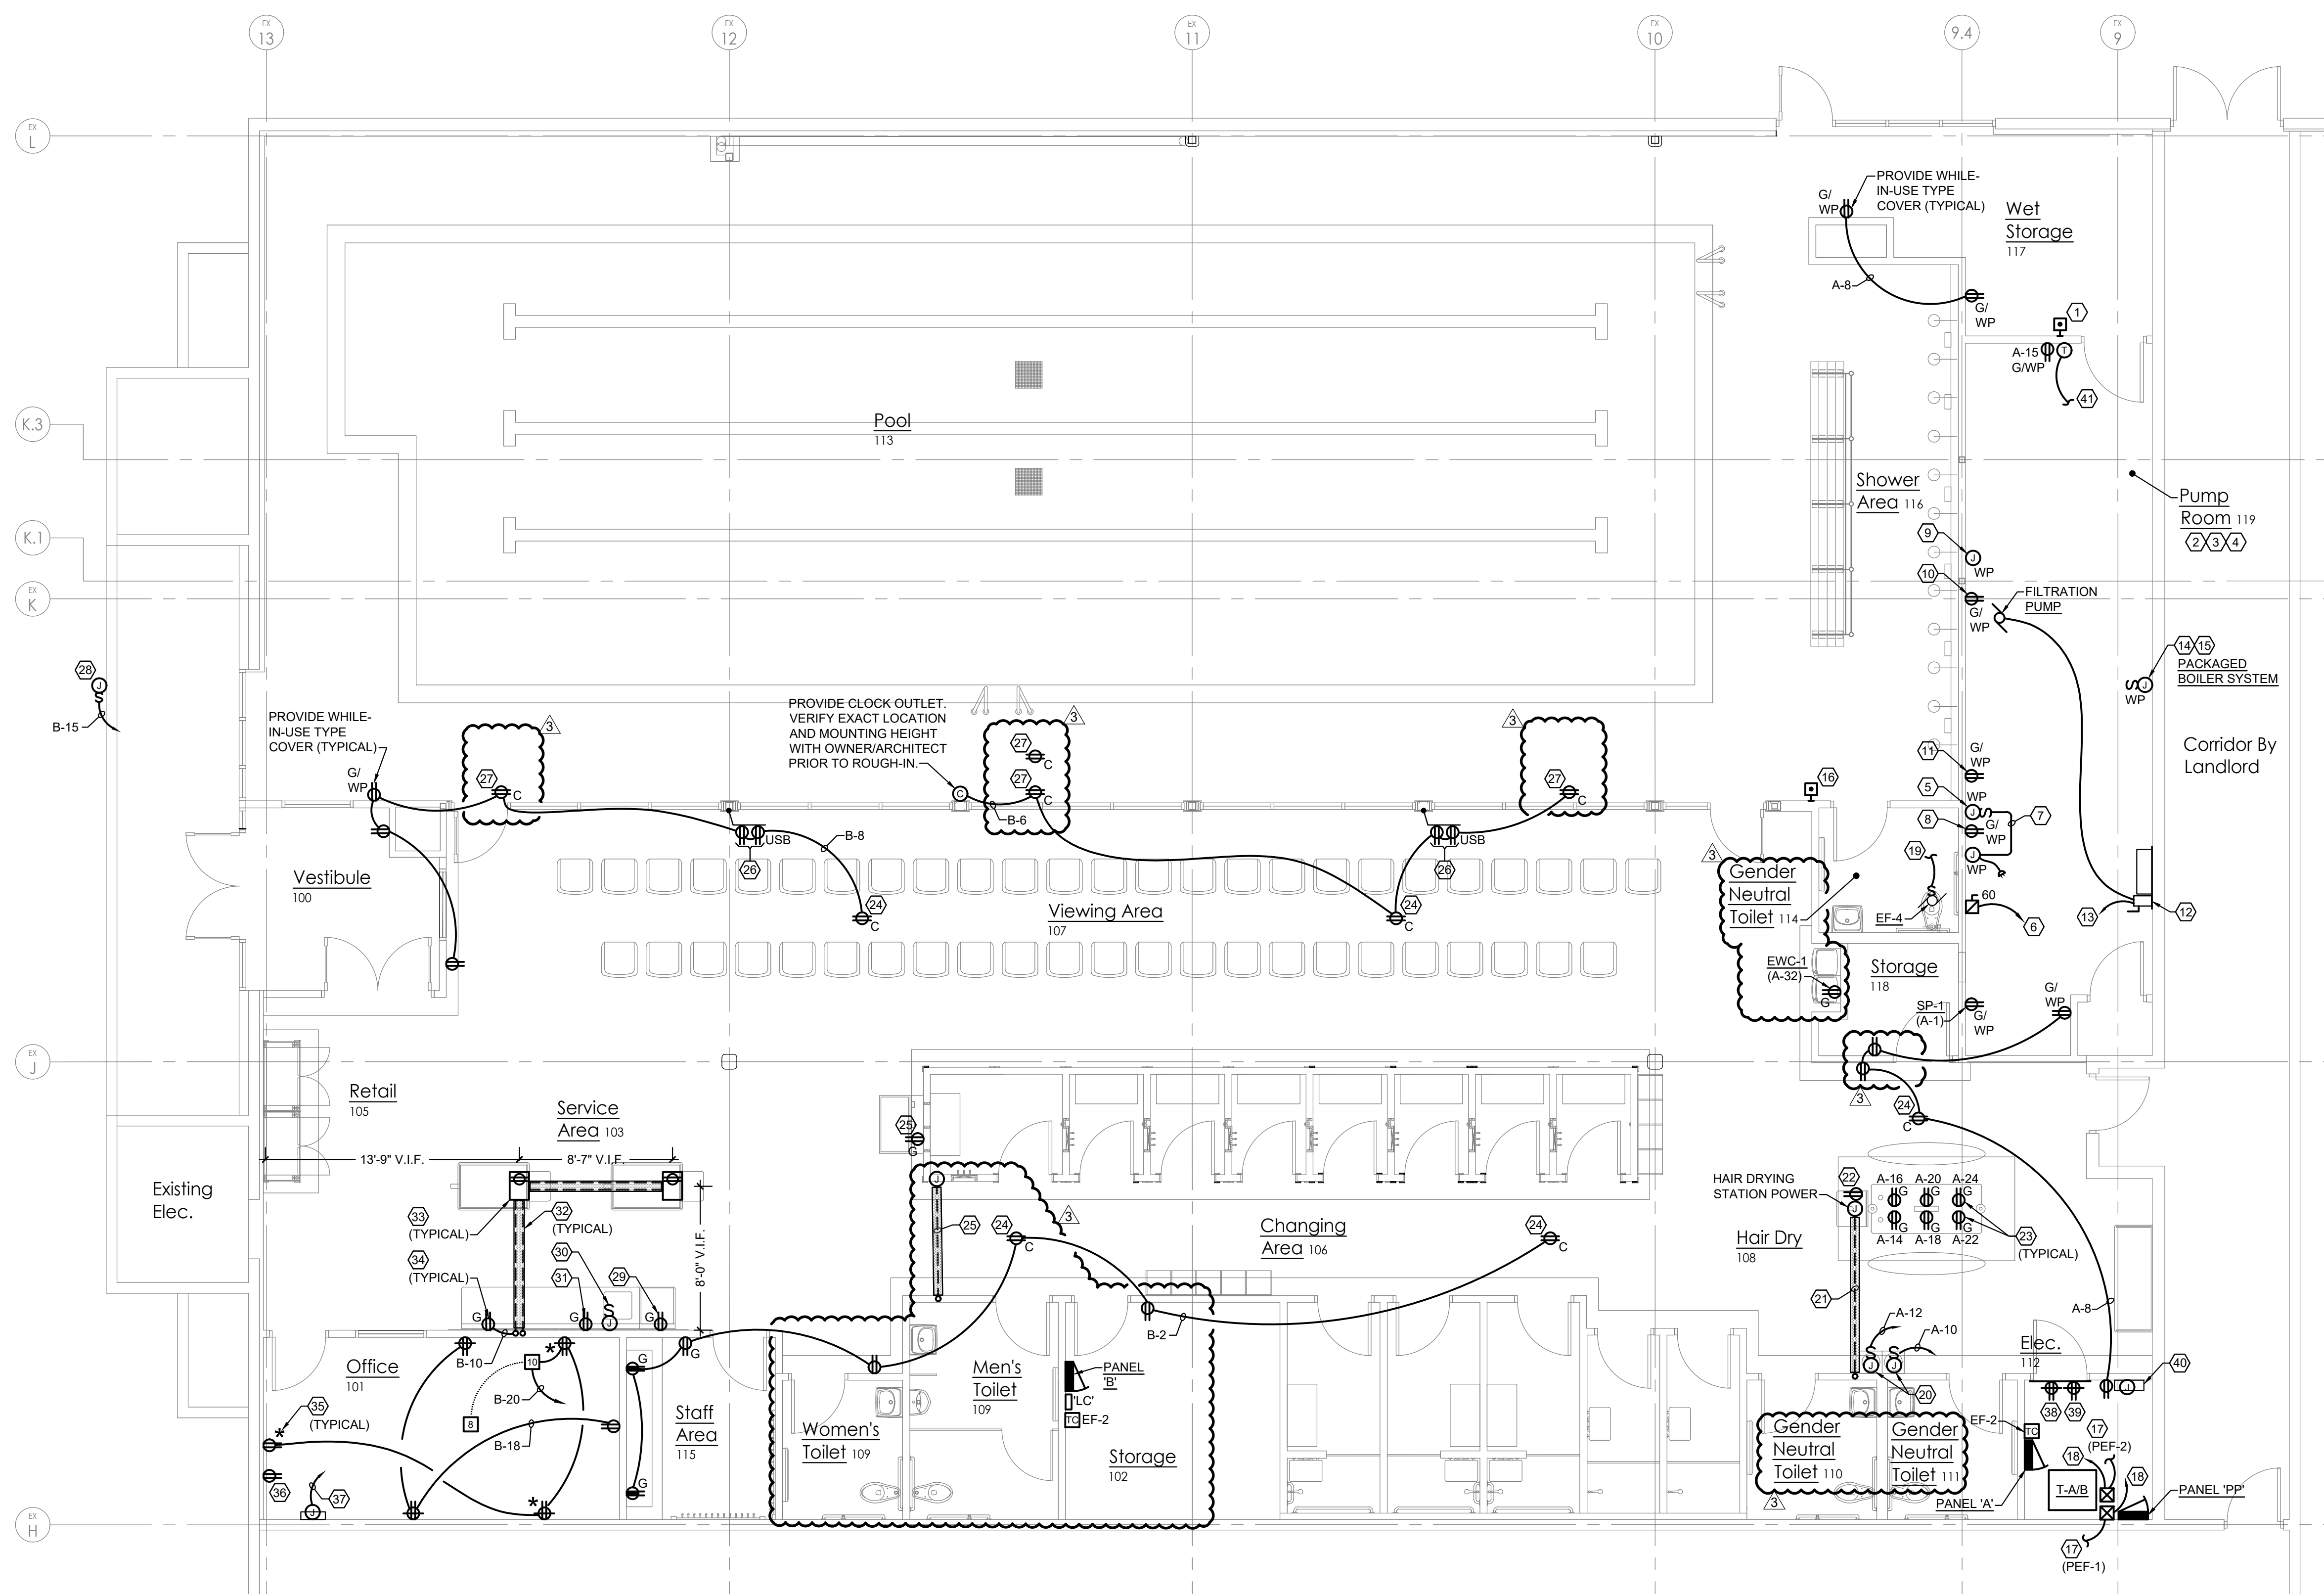 EX
13
EX
12
EX
11
EX
10
9.4
EX
9
EX
L
K.3
K.1
EX
K
EX
J
EX
H
PROVIDE WHILE-
IN-USE TYPE
COVER (TYPICAL)
G/
WP
Wet
Storage
117
A-8
G/
WP
1
A-15
G/WP
T
41
Pool
113
Shower
Area 116
Pump
Room 119
2
3
4
9
J
WP
10
G/
WP
FILTRATION
PUMP
14
15
PACKAGED
BOILER SYSTEM
S
J
WP
28
J
S
B-15
PROVIDE WHILE-
IN-USE TYPE
COVER (TYPICAL)
G/
WP
3
27
C
PROVIDE CLOCK OUTLET.
VERIFY EXACT LOCATION
AND MOUNTING HEIGHT
WITH OWNER/ARCHITECT
PRIOR TO ROUGH-IN.
C
3
27
C
27
C
B-6
3
27
C
Corridor By
Landlord
11
G/
WP
16
5
WP
J
S
8
G/
WP
7
J
WP
USB
26
B-8
24
C
USB
26
24
C
Vestibule
100
Viewing Area
107
3
Gender
Neutral
Toilet 114
19
S
EF-4
60
6
13
12
EWC-1
(A-32)
G
Storage
118
SP-1
(A-1)
G/
WP
G/
WP
3
24
C
Retail
105
Service
Area 103
13'-9" V.I.F.
8'-7" V.I.F.
8'-0" V.I.F.
Existing
Elec.
33
(TYPICAL)
32
(TYPICAL)
34
(TYPICAL)
30
S
J
31
29
G
G
G
25
G
J
25
24
C
3
Changing
Area 106
24
C
HAIR DRYING
STATION POWER
22
J
A-16
A-20
A-24
G
G
G
G
G
G
A-14
A-18
A-22
23
(TYPICAL)
Hair Dry
108
21
A-12
A-10
S
J
S
J
20
A-8
Elec.
112
40
J
38
39
Office
101
B-10
*
10
B-20
8
B-18
35
*
(TYPICAL)
36
37
J
*
G
G
G
Staff
Area
115
Women's
Toilet 109
Men's
Toilet
109
B-2
PANEL
'B'
'LC'
TC
EF-2
Storage
102
Gender
Neutral
Toilet 110
Gender
Neutral
Toilet 111
3
EF-2
TC
PANEL 'A'
T-A/B
17
(PEF-2)
18
18
PANEL 'PP'
17
(PEF-1)